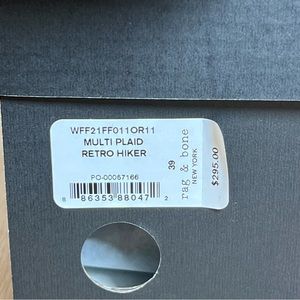 WFF21FF011OR11
MULTI PLAID
RETRO HIKER
PO-00057166
8 86353 88047 2
39
rag & bone
NEW YORK
$295.00